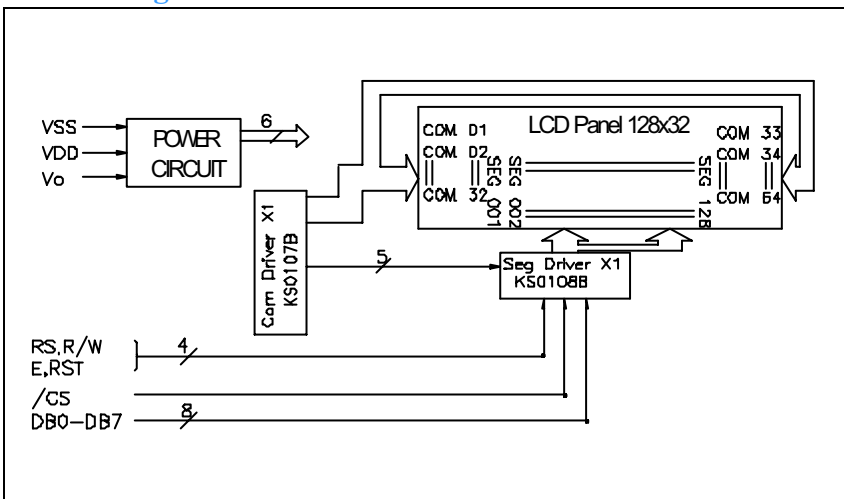 VSS
VDD
Vo
POWER
CIRCUIT
6
LCD Panel 128x32
COM D1
COM D2
COM 32
SEG 001
SEG 002
SEG 128
COM 33
COM 34
COM 64
Com Driver X1
KS0107B
5
Seg Driver X1
KS0108B
RS,R/W
E,RST
4
/CS
DB0-DB7
8